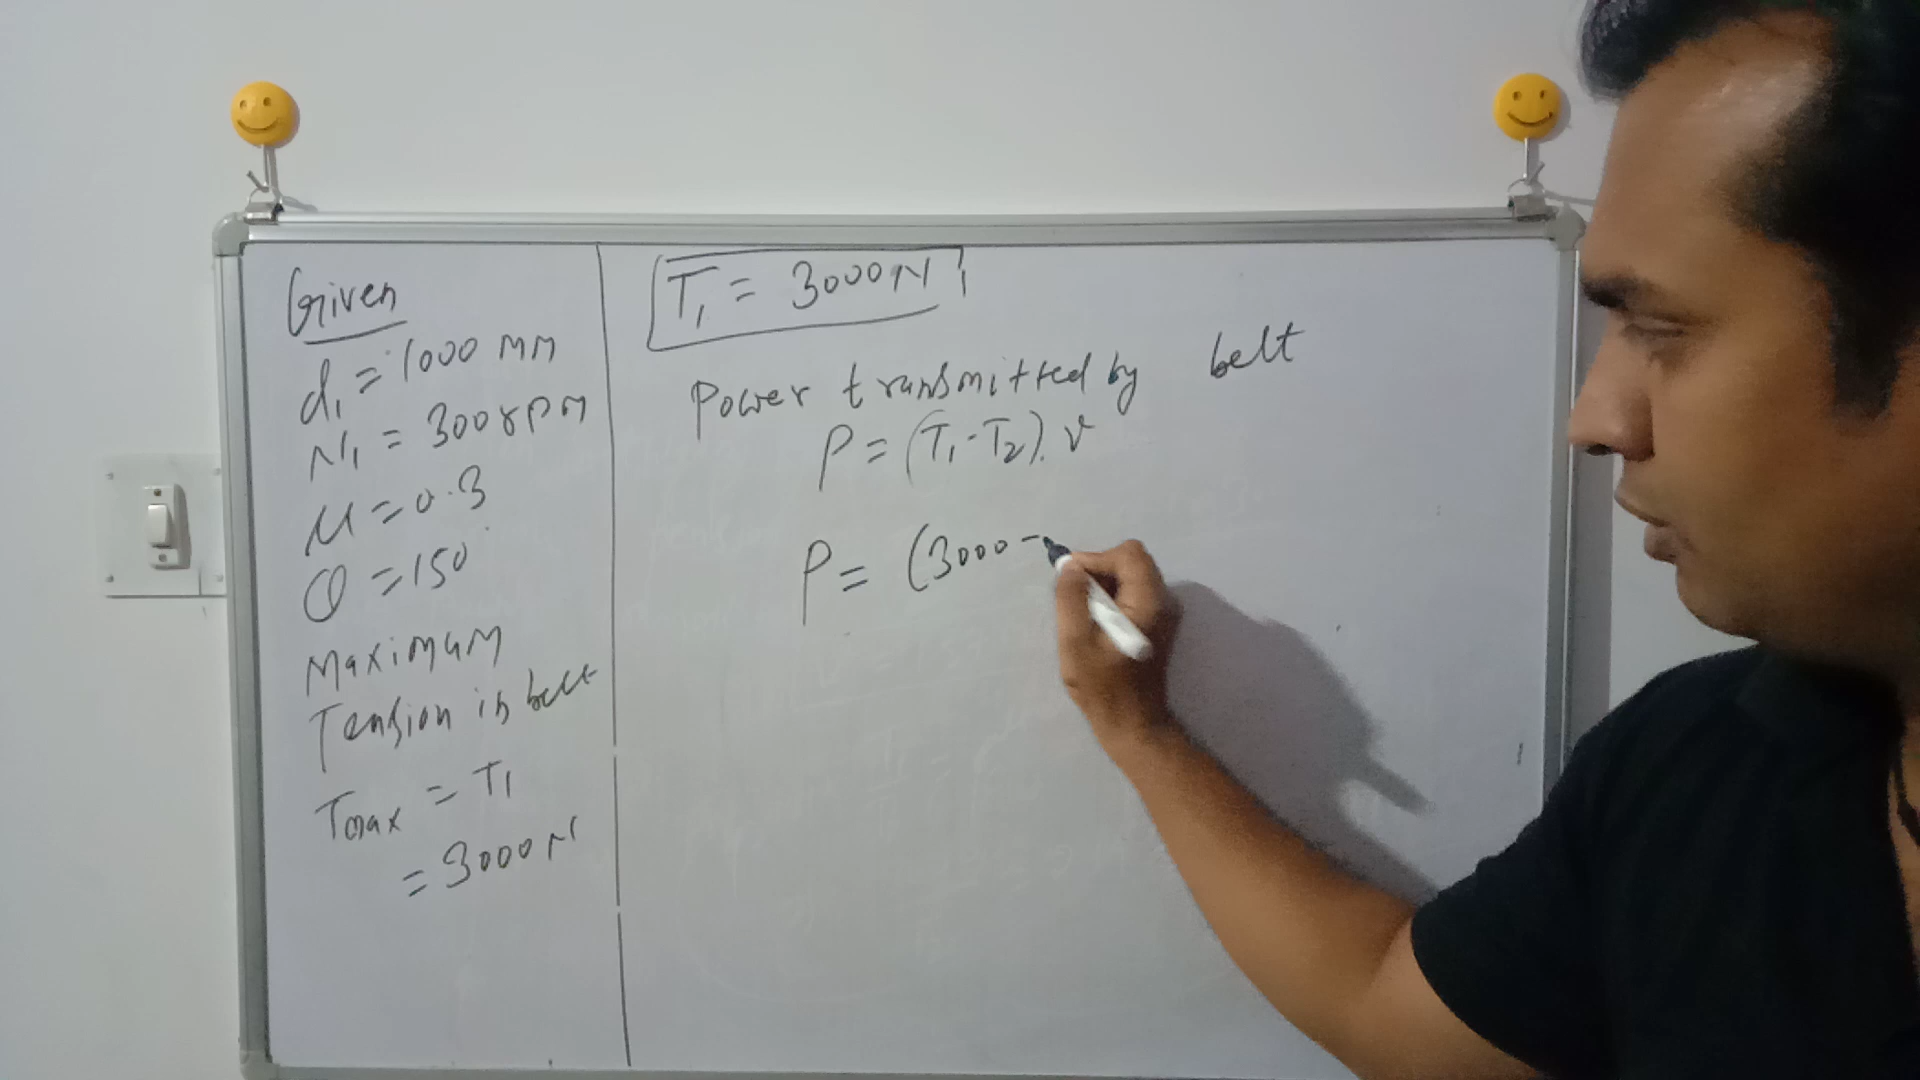 Given
d₁ = 1000 mm
N₁ = 300 rpm
μ = 0.3
θ = 150°
Maximum
Tension in belt
Tmax = T₁
= 3000 N
T₁ = 3000 N
Power transmitted by belt
P = (T₁ - T₂). v
P = (3000 -